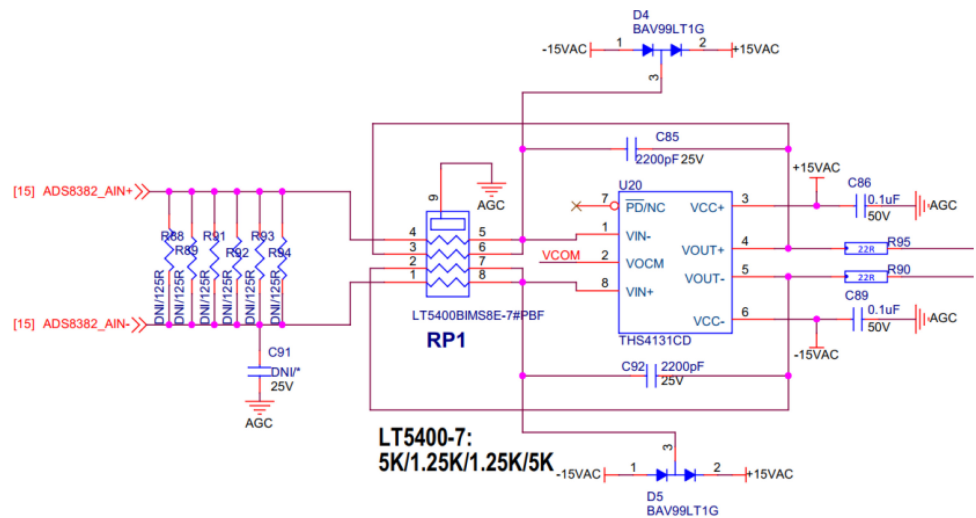 D4
BAV99LT1G
-15VAC
1
2
+15VAC
3
C85
2200pF
25V
+15VAC
[15]
ADS8382_AIN+
9
AGC
U20
C86
0.1uF
50V
AGC
R88
R89
R91
R92
R93
R94
DNI/125R
DNI/125R
DNI/125R
DNI/125R
DNI/125R
DNI/125R
4
3
2
1
5
6
7
8
VCOM
7
1
2
8
PD/NC
VIN-
VOCM
VIN+
VCC+
VOUT+
VOUT-
VCC-
3
4
5
6
22R
R95
22R
R90
[15]
ADS8382_AIN-
LT5400BIMS8E-7#PBF
RP1
THS4131CD
C89
0.1uF
50V
AGC
-15VAC
C91
DNI/*
25V
AGC
C92
2200pF
25V
LT5400-7:
5K/1.25K/1.25K/5K
3
-15VAC
1
2
+15VAC
D5
BAV99LT1G